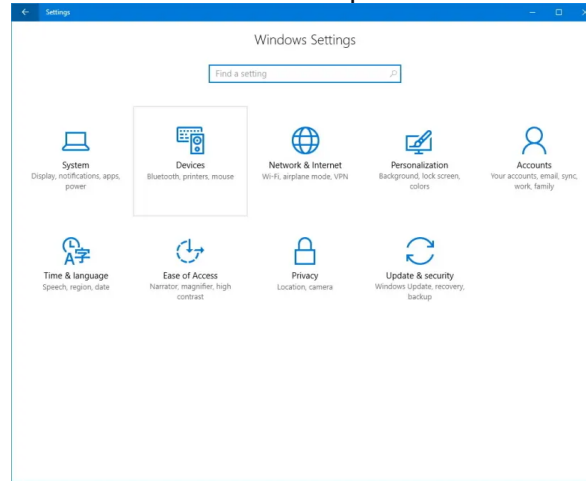 Settings
Windows Settings
Find a setting
System
Display, notifications, apps,
power
Devices
Bluetooth, printers, mouse
Network & Internet
Wi-Fi, airplane mode, VPN
Personalization
Background, lock screen,
colors
Accounts
Your accounts, email, sync,
work, family
Time & language
Speech, region, date
Ease of Access
Narrator, magnifier, high
contrast
Privacy
Location, camera
Update & security
Windows Update, recovery,
backup